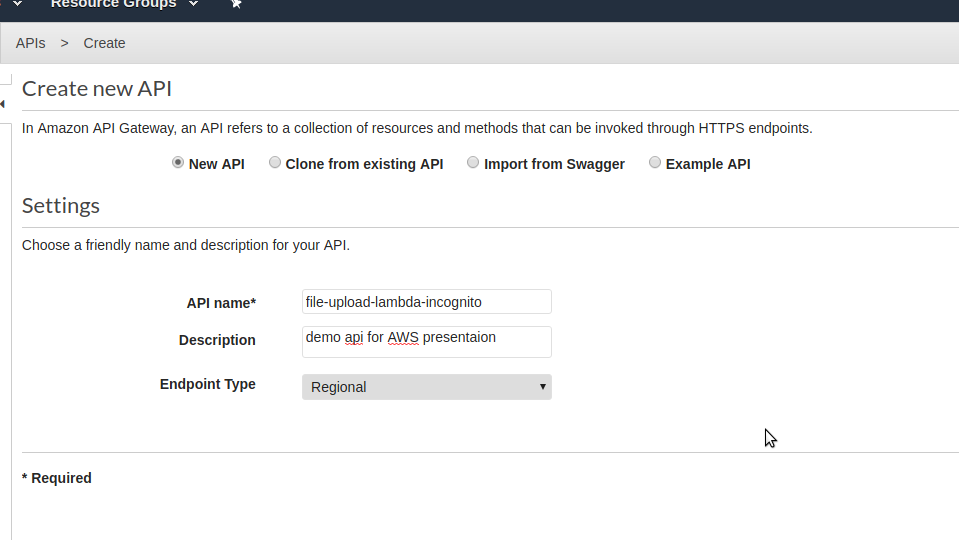 Resource Groups
APIs > Create
Create new API
In Amazon API Gateway, an API refers to a collection of resources and methods that can be invoked through HTTPS endpoints.
New API Clone from existing API Import from Swagger Example API
Settings
Choose a friendly name and description for your API.
API name* file-upload-lambda-incognito
Description demo api for AWS presentaion
Endpoint Type Regional
* Required